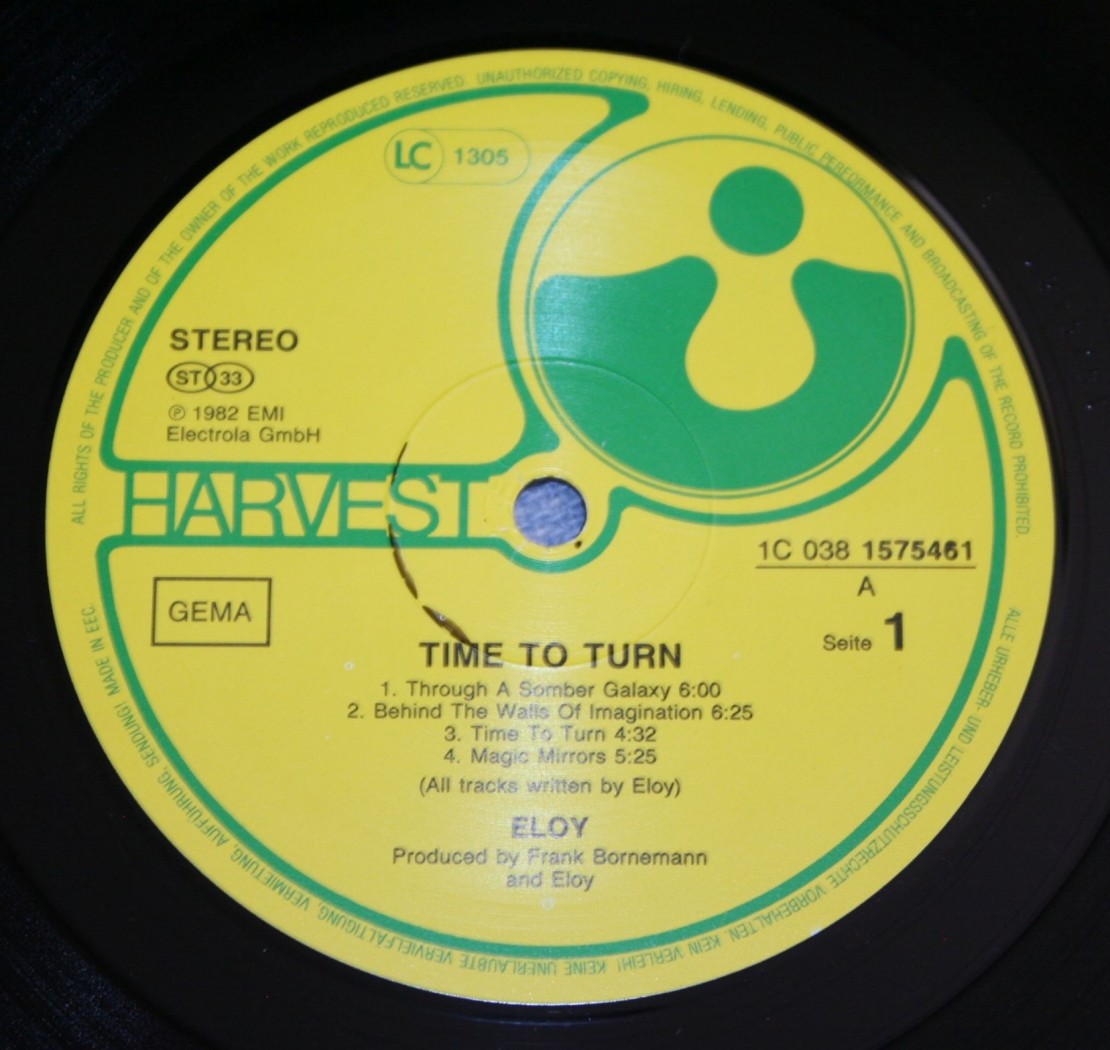 ALL RIGHTS OF THE PRODUCER AND OF THE OWNER OF THE WORK REPRODUCED RESERVED. UNAUTHORIZED COPYING, HIRING, LENDING, PUBLIC PERFORMANCE AND BROADCASTING OF THE RECORD PROHIBITED.
LC 1305
STEREO
ST 33
℗ 1982 EMI
Electrola GmbH
HARVEST
1C 038 1575461
A
Seite 1
GEMA
TIME TO TURN
1. Through A Somber Galaxy 6:00
2. Behind The Walls Of Imagination 6:25
3. Time To Turn 4:32
4. Magic Mirrors 5:25
(All tracks written by Eloy)
ELOY
Produced by Frank Bornemann
and Eloy
ALLE URHEBER- UND LEISTUNGSSCHUTZRECHTE VORBEHALTEN. KEIN VERLEIH! KEINE UNERLAUBTE VERVIELFÄLTIGUNG, VERMIETUNG, AUFFÜHRUNG, SENDUNG! MADE IN EEC.